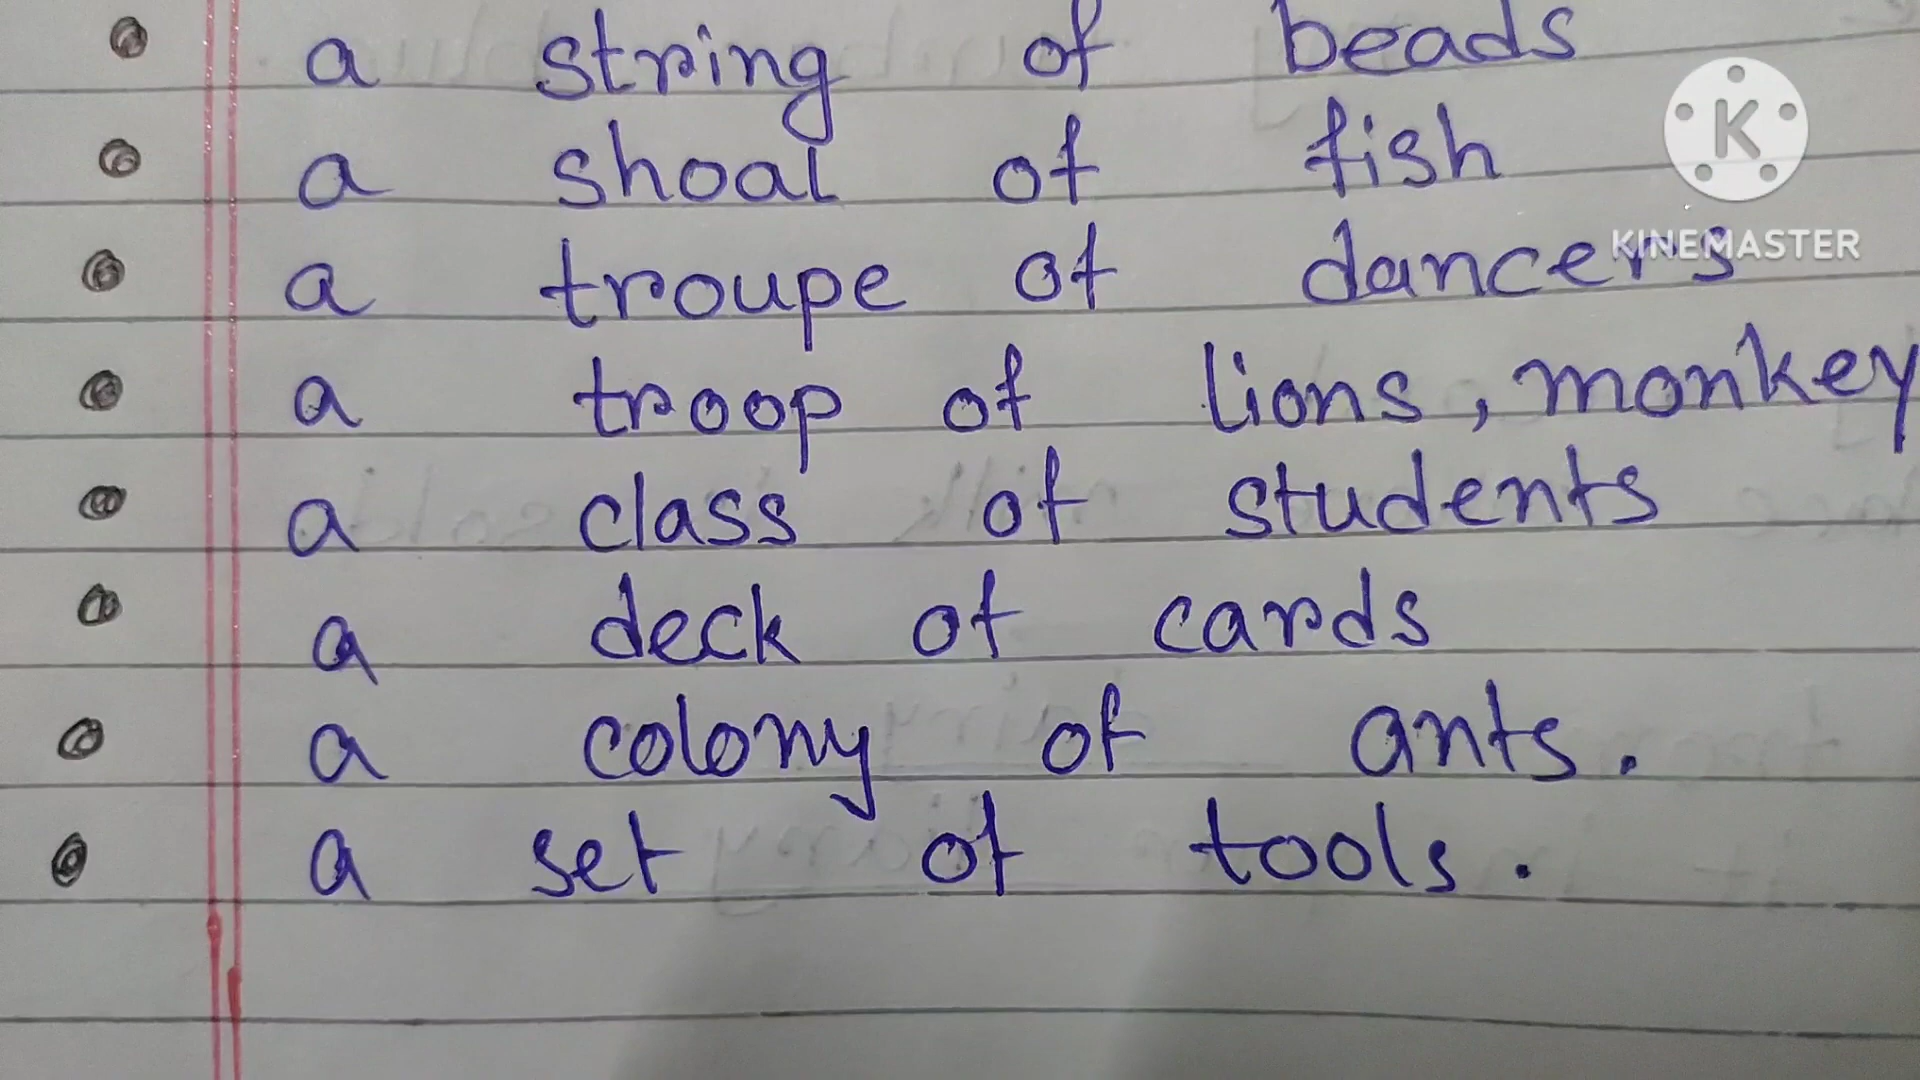 a string of beads
a shoal of fish
K
KINEMASTER
a troupe of dancers
a troop of lions, monkey
a class of students
a deck of cards
a colony of ants.
a set of tools.